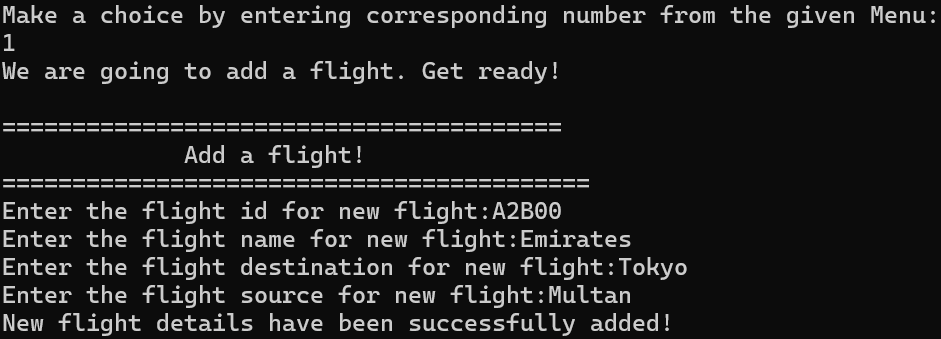 Make a choice by entering corresponding number from the given Menu:
1
We are going to add a flight. Get ready!
========================================
Add a flight!
==========================================
Enter the flight id for new flight:A2B00
Enter the flight name for new flight:Emirates
Enter the flight destination for new flight:Tokyo
Enter the flight source for new flight:Multan
New flight details have been successfully added!